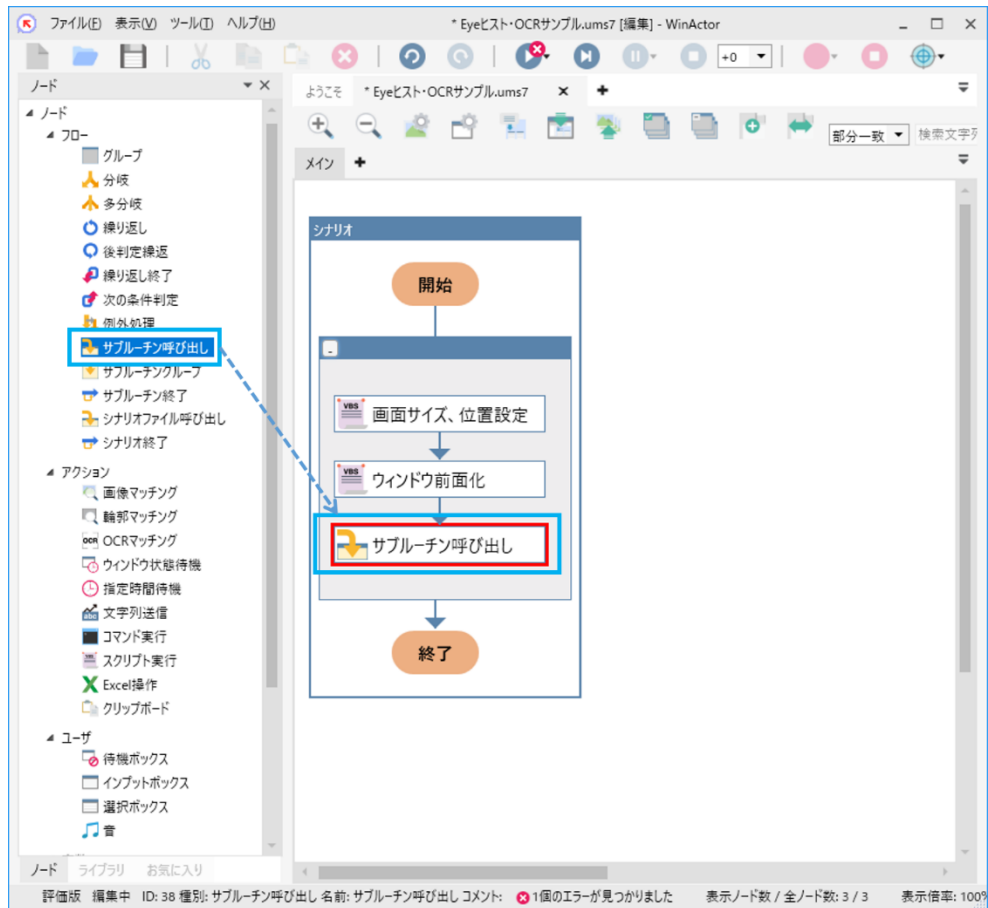 ファイル(F) 表示(V) ツール(T) ヘルプ(H) * Eyeヒスト・OCRサンプル.ums7 [編集] - WinActor
+0
ノード
ようこそ * Eyeヒスト・OCRサンプル.ums7
部分一致 検索文字列
メイン
ノード
フロー
グループ
分岐
多分岐
繰り返し
後判定繰返
繰り返し終了
次の条件判定
例外処理
サブルーチン呼び出し
サブルーチングループ
サブルーチン終了
シナリオファイル呼び出し
シナリオ終了
アクション
画像マッチング
輪郭マッチング
OCR OCRマッチング
ウィンドウ状態待機
指定時間待機
文字列送信
コマンド実行
スクリプト実行
Excel操作
クリップボード
ユーザ
待機ボックス
インプットボックス
選択ボックス
音
ノード ライブラリ お気に入り
シナリオ
開始
VBS 画面サイズ、位置設定
VBS ウィンドウ前面化
サブルーチン呼び出し
終了
評価版 編集中 ID: 38 種別: サブルーチン呼び出し 名前: サブルーチン呼び出し コメント: 1個のエラーが見つかりました 表示ノード数 / 全ノード数: 3 / 3 表示倍率: 100%